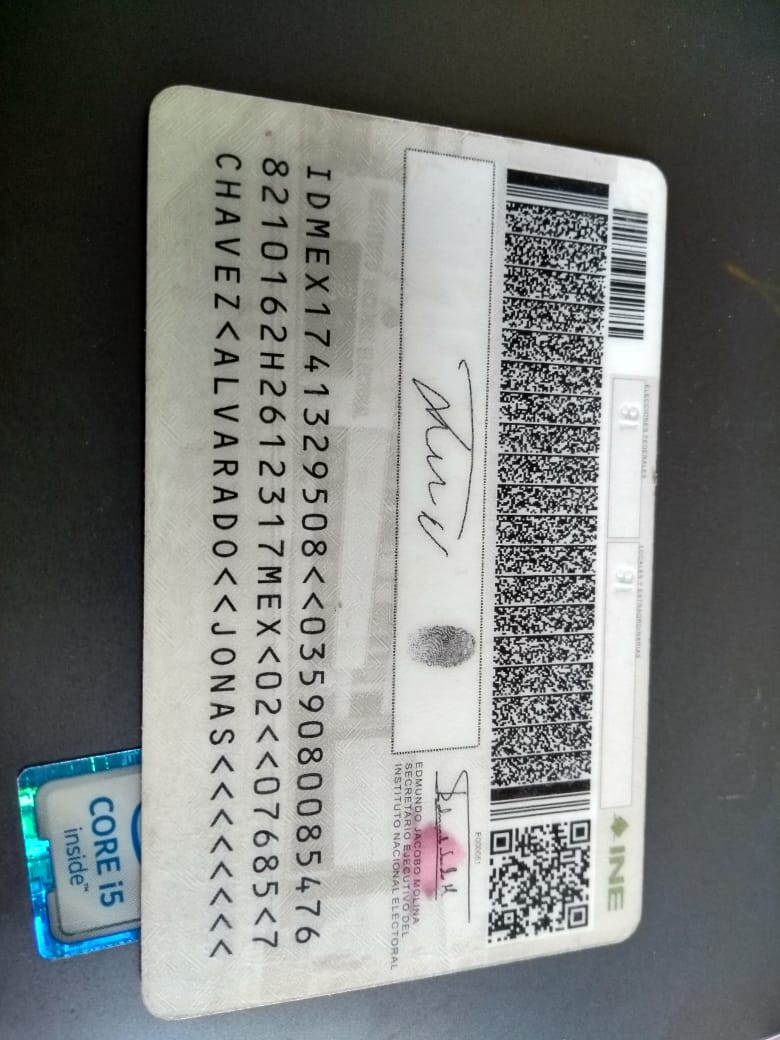 ELECCIONES FEDERALES
18
LOCALES Y EXTRAORDINARIAS
19
INE
EDMUNDO JACOBO MOLINA
SECRETARIO EJECUTIVO DEL
INSTITUTO NACIONAL ELECTORAL
IDMEX1741329508<<0359080085476
8210162H2612317MEX<02<<07685<7
CHAVEZ<ALVARADO<<JONAS<<<<<<<<
CORE i5
inside™